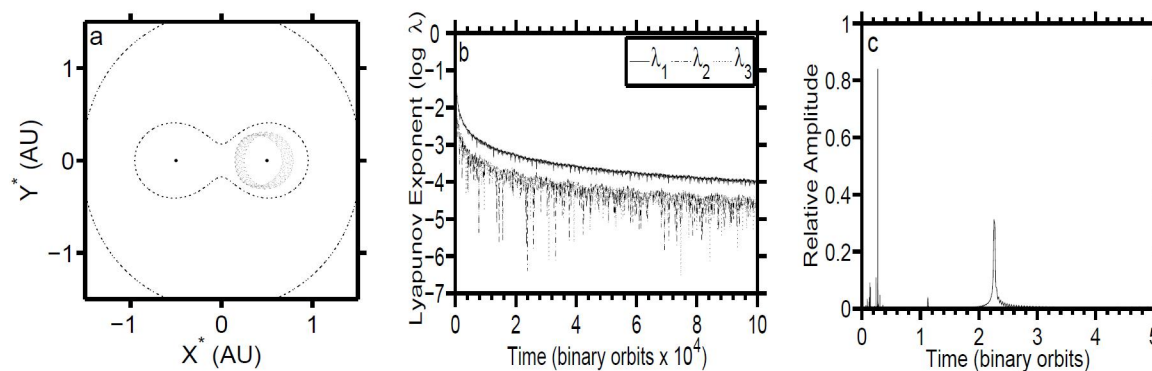 a
1
0
−1
−1
0
1
Y* (AU)
X* (AU)
b
0
−1
−2
−3
−4
−5
−6
−7
0
2
4
6
8
10
λ1
λ2
λ3
Lyapunov Exponent (log λ)
Time (binary orbits x 10^4)
c
1
0.8
0.6
0.4
0.2
0
0
1
2
3
4
5
Relative Amplitude
Time (binary orbits)